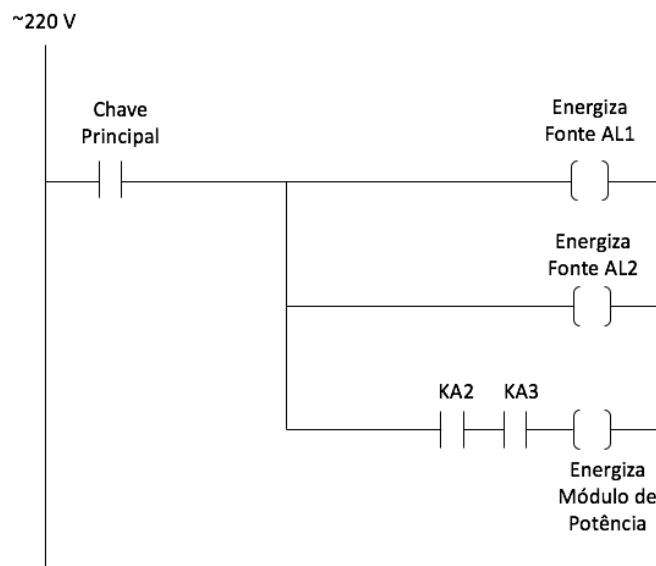 ~220 V
Chave
Principal
Energiza
Fonte AL1
Energiza
Fonte AL2
KA2
KA3
Energiza
Módulo de
Potência